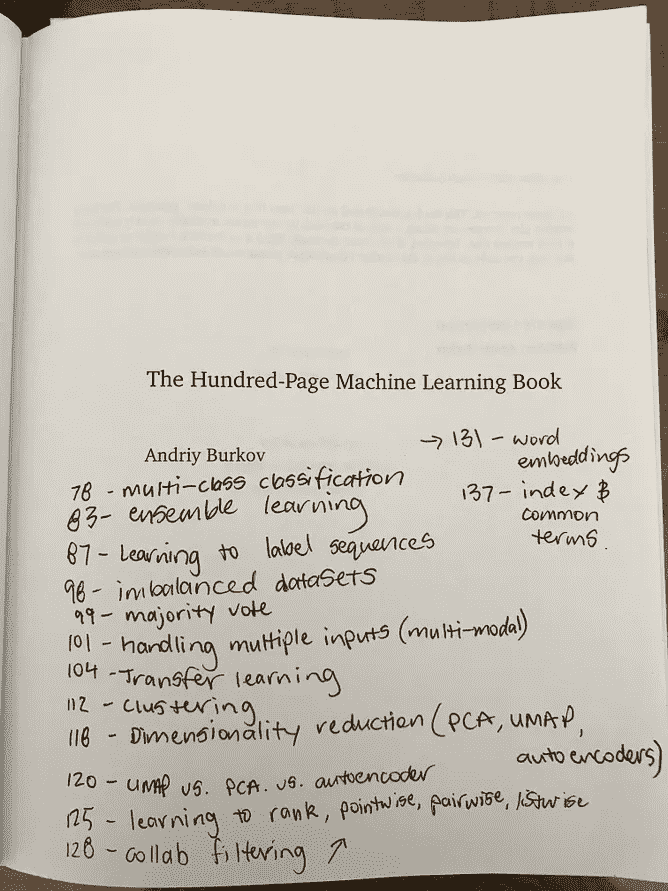 The Hundred-Page Machine Learning Book
Andriy Burkov
78 - multi-class classification
83 - ensemble learning
87 - Learning to label sequences
98 - imbalanced datasets
99 - majority vote
101 - handling multiple inputs (multi-modal)
104 - Transfer learning
112 - clustering
118 - Dimensionality reduction (PCA, UMAP,
autoencoders)
120 - UMAP vs. PCA. vs. autoencoder
125 - learning to rank, pointwise, pairwise, listwise
128 - collab filtering ↗
→ 131 - word
embeddings
137 - index &
common
terms.